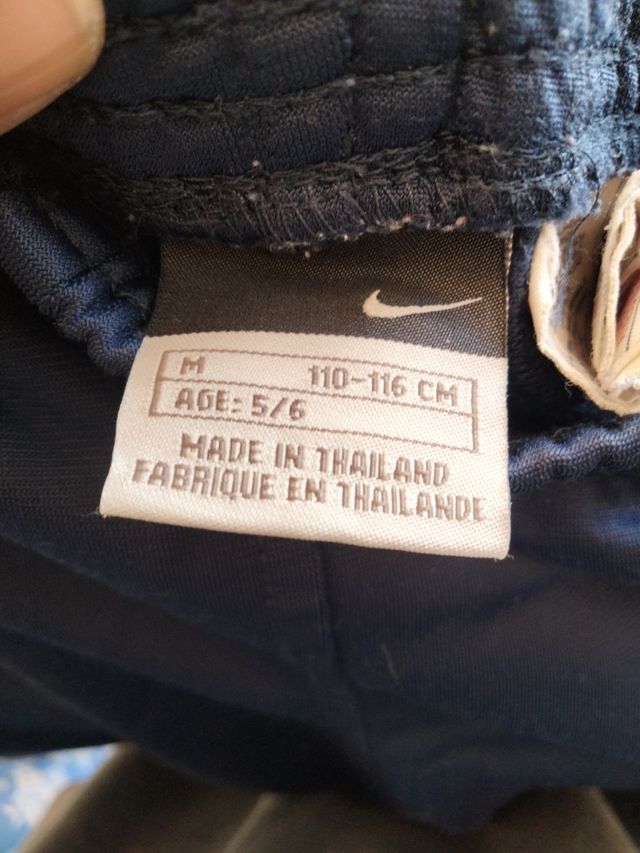 M 110-116 CM
AGE: 5/6
MADE IN THAILAND
FABRIQUE EN THAILANDE